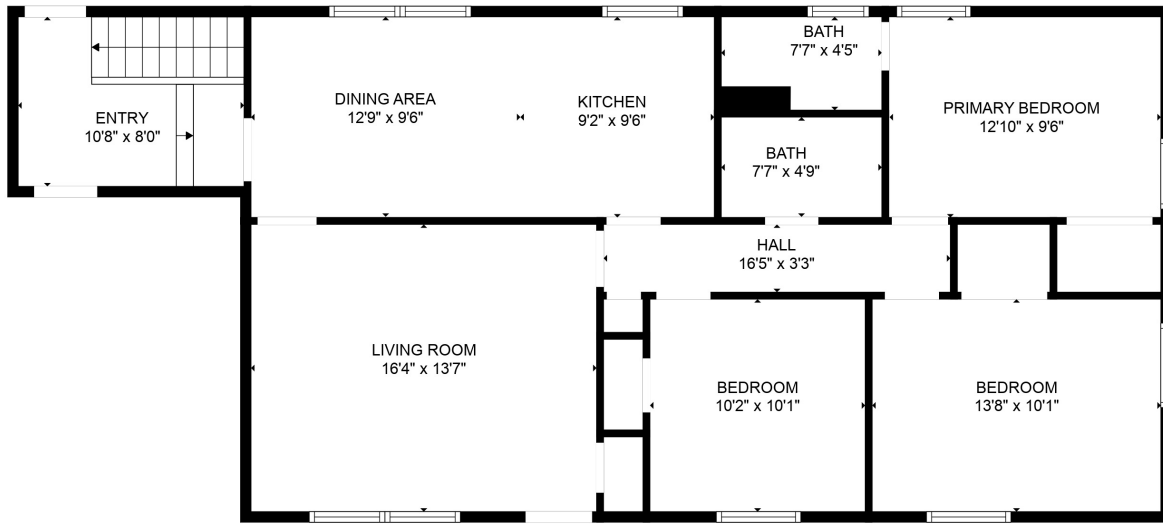 ENTRY
10'8" x 8'0"
DINING AREA
12'9" x 9'6"
KITCHEN
9'2" x 9'6"
BATH
7'7" x 4'5"
BATH
7'7" x 4'9"
PRIMARY BEDROOM
12'10" x 9'6"
HALL
16'5" x 3'3"
LIVING ROOM
16'4" x 13'7"
BEDROOM
10'2" x 10'1"
BEDROOM
13'8" x 10'1"